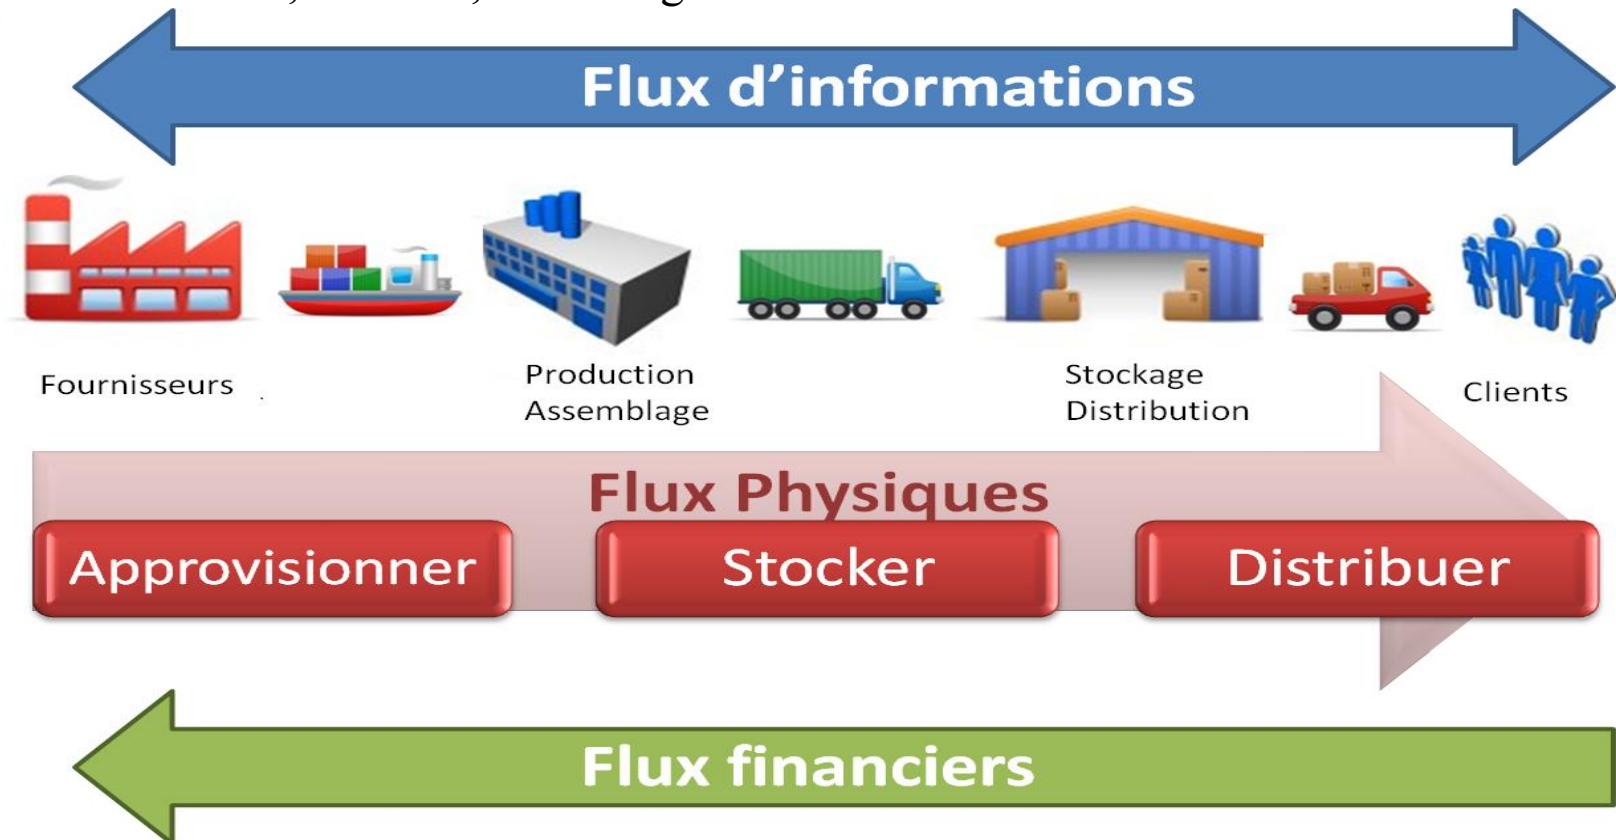 Flux d’informations
Fournisseurs
Production
Assemblage
Stockage
Distribution
Clients
Flux Physiques
Approvisionner
Stocker
Distribuer
Flux financiers